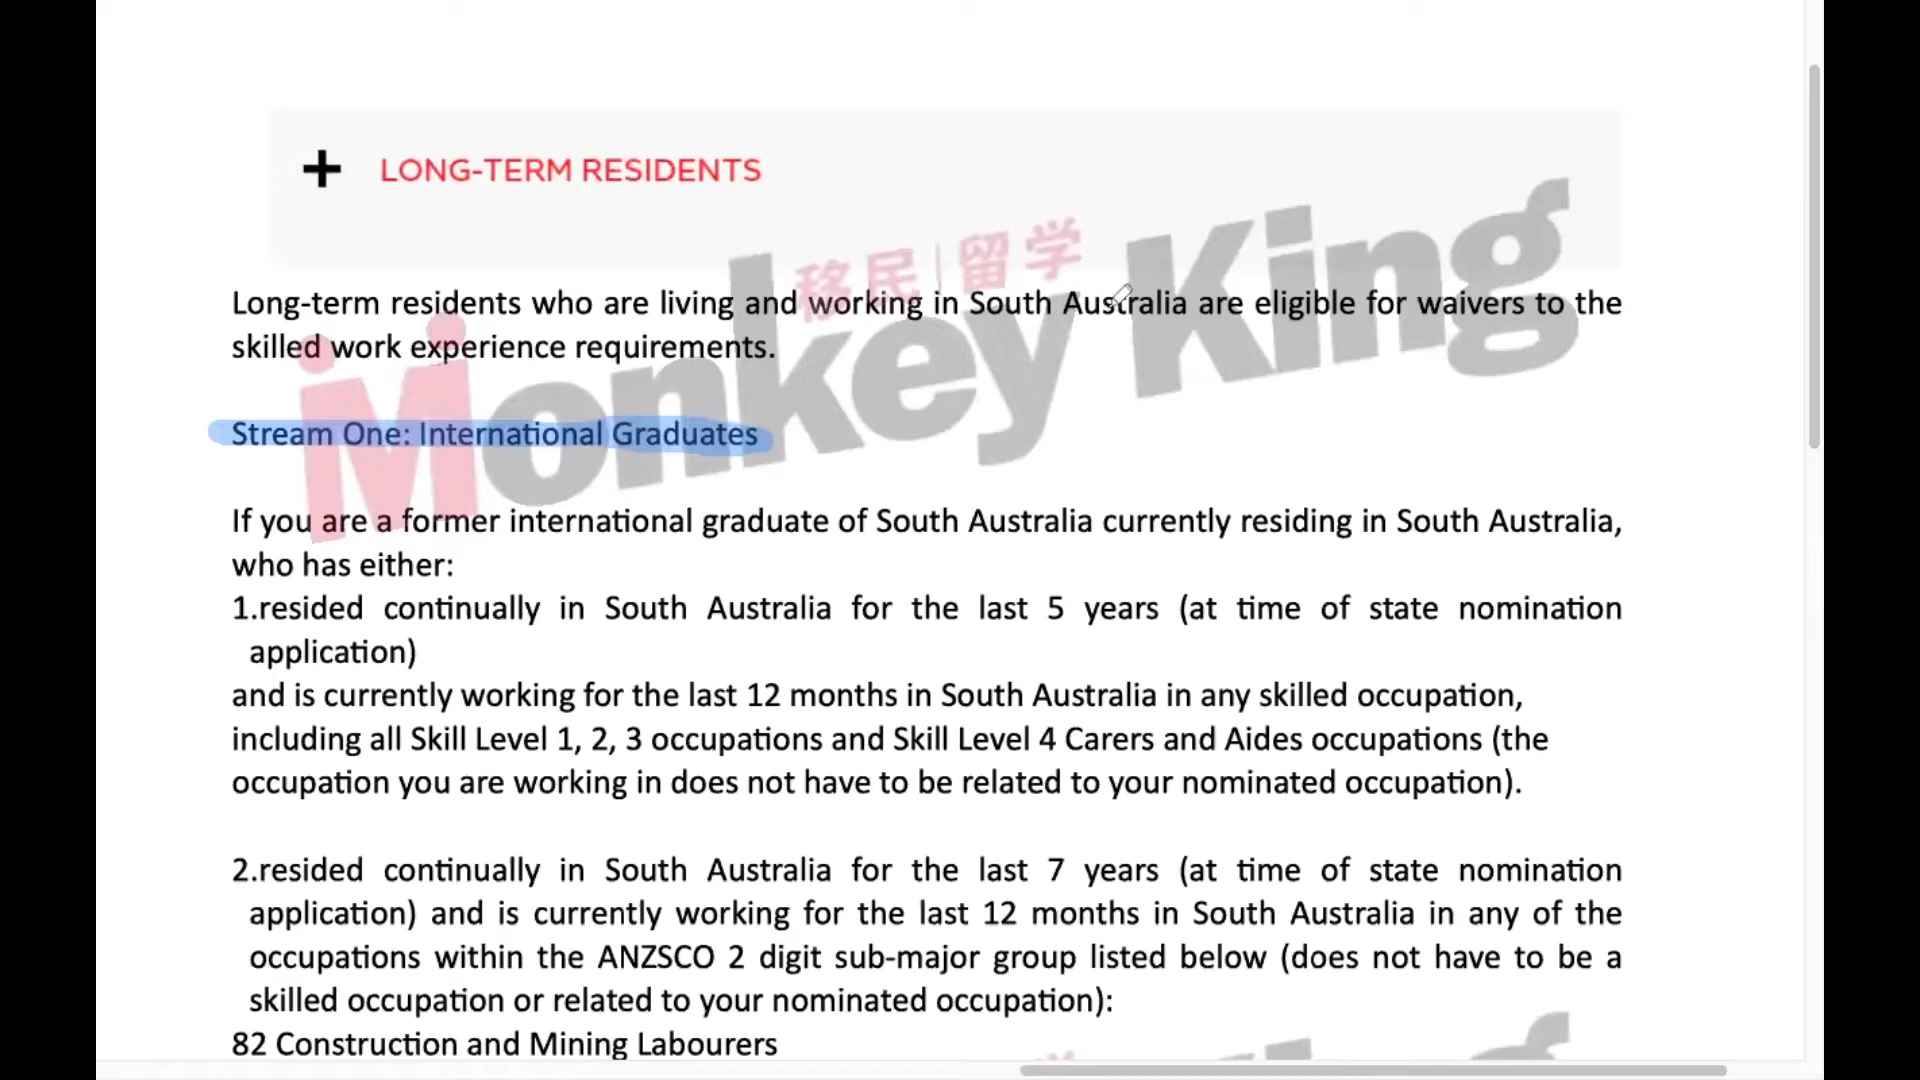 LONG-TERM RESIDENTS
移民|留学
Monkey King
Long-term residents who are living and working in South Australia are eligible for waivers to the
skilled work experience requirements.
Stream One: International Graduates
If you are a former international graduate of South Australia currently residing in South Australia,
who has either:
1.resided continually in South Australia for the last 5 years (at time of state nomination
application)
and is currently working for the last 12 months in South Australia in any skilled occupation,
including all Skill Level 1, 2, 3 occupations and Skill Level 4 Carers and Aides occupations (the
occupation you are working in does not have to be related to your nominated occupation).
2.resided continually in South Australia for the last 7 years (at time of state nomination
application) and is currently working for the last 12 months in South Australia in any of the
occupations within the ANZSCO 2 digit sub-major group listed below (does not have to be a
skilled occupation or related to your nominated occupation):
82 Construction and Mining Labourers